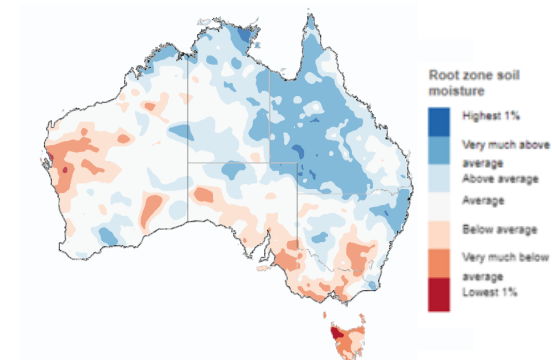 Root zone soil
moisture
Highest 1%
Very much above
average
Above average
Average
Below average
Very much below
average
Lowest 1%